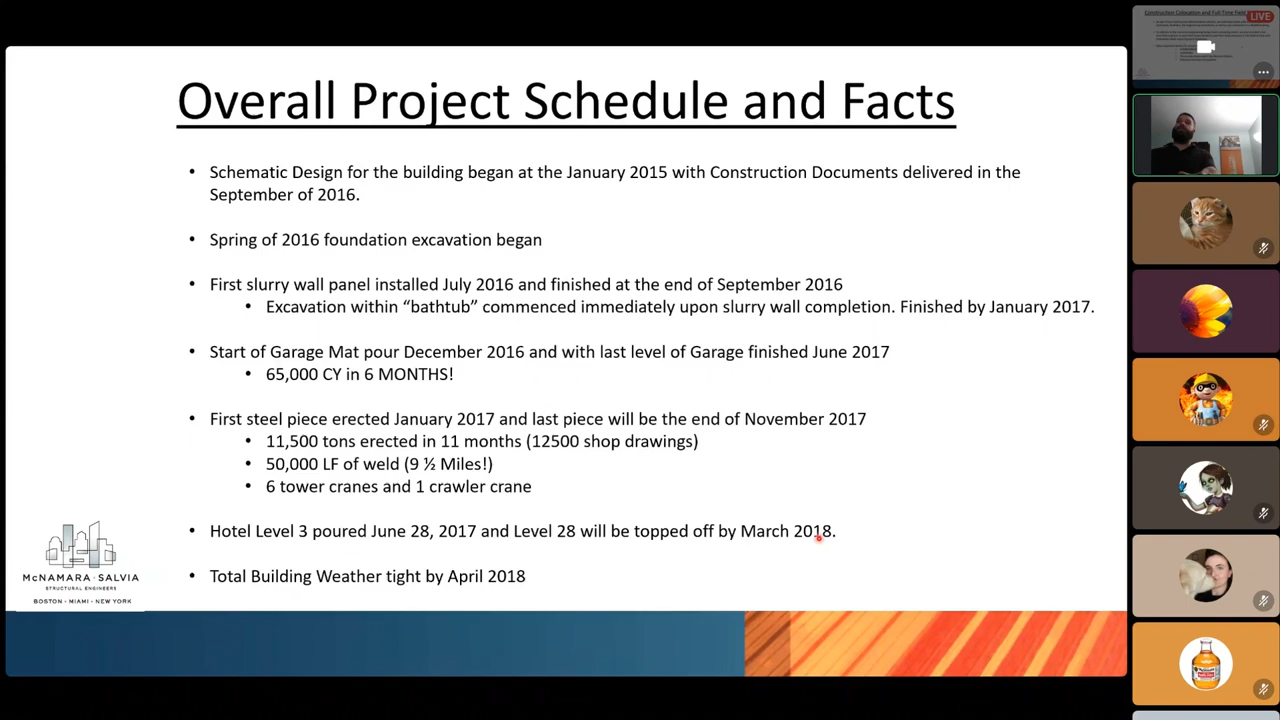 Overall Project Schedule and Facts
• Schematic Design for the building began at the January 2015 with Construction Documents delivered in the
September of 2016.
• Spring of 2016 foundation excavation began
• First slurry wall panel installed July 2016 and finished at the end of September 2016
• Excavation within “bathtub” commenced immediately upon slurry wall completion. Finished by January 2017.
• Start of Garage Mat pour December 2016 and with last level of Garage finished June 2017
• 65,000 CY in 6 MONTHS!
• First steel piece erected January 2017 and last piece will be the end of November 2017
• 11,500 tons erected in 11 months (12500 shop drawings)
• 50,000 LF of weld (9 ½ Miles!)
• 6 tower cranes and 1 crawler crane
• Hotel Level 3 poured June 28, 2017 and Level 28 will be topped off by March 2018.
• Total Building Weather tight by April 2018
McNAMARA · SALVIA
STRUCTURAL ENGINEERS
BOSTON - MIAMI - NEW YORK
Construction Colocation and Full-Time Field
LIVE